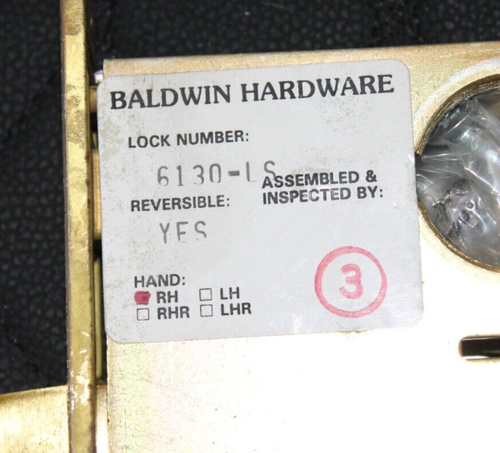 BALDWIN HARDWARE
LOCK NUMBER:
6130-LS
ASSEMBLED &
INSPECTED BY:
REVERSIBLE:
YES
HAND:
RH LH
RHR LHR
3